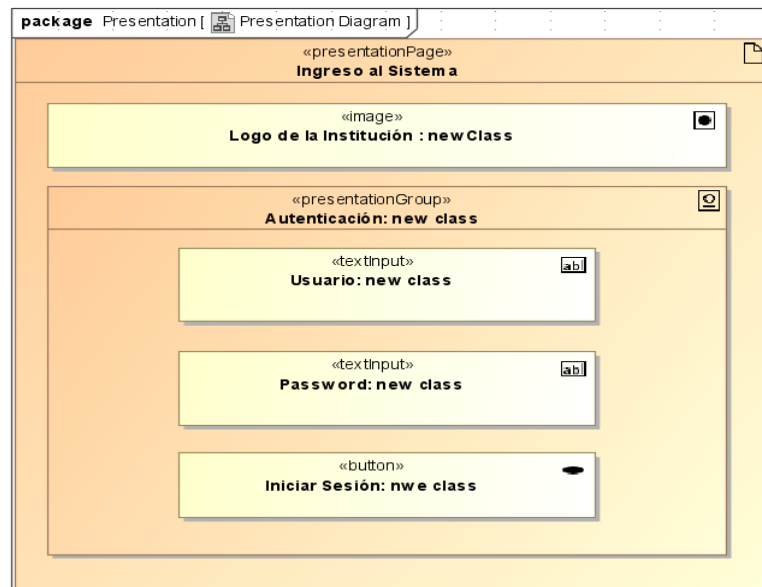 package Presentation [ Presentation Diagram ]
«presentationPage»
Ingreso al Sistema
«image»
Logo de la Institución : newClass
«presentationGroup»
Autenticación: new class
«textInput»
Usuario: new class
abl
«textInput»
Password: new class
abl
«button»
Iniciar Sesión: nwe class